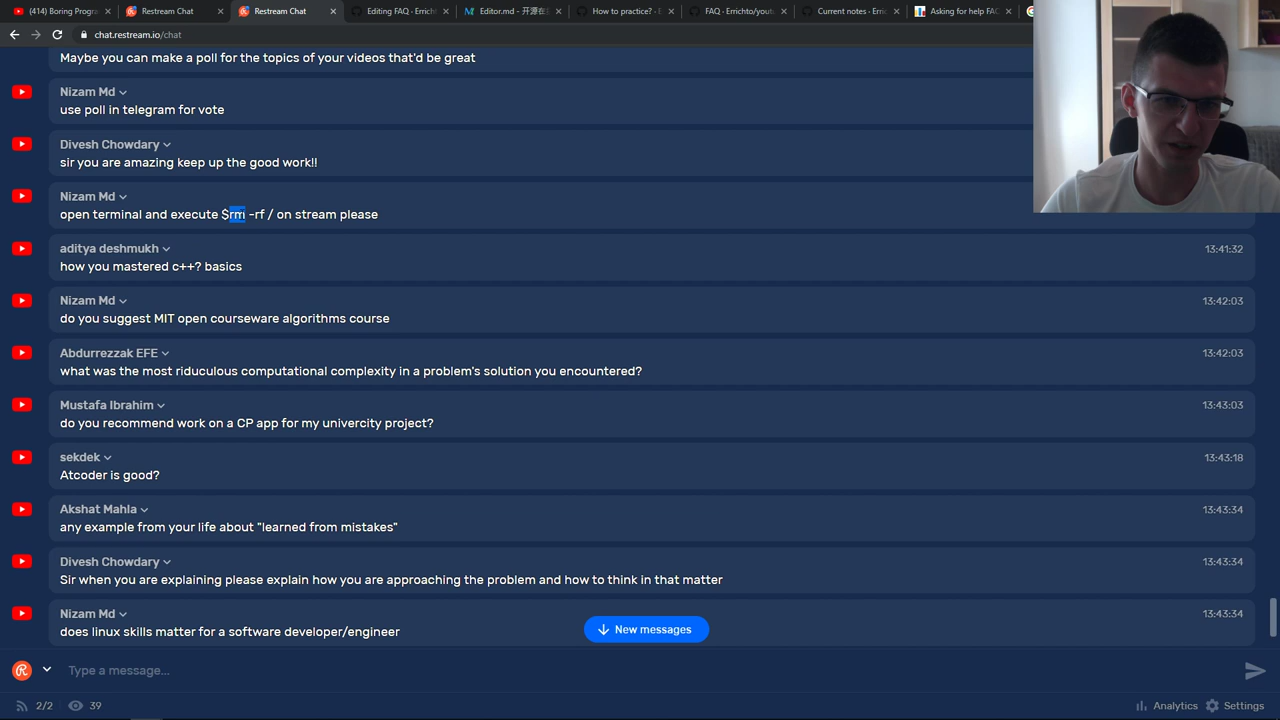 (414) Boring Progra
Restream Chat
Restream Chat
Editing FAQ - Erricht
Editor.md - 开源在
How to practice? - E
FAQ - Errichto/yout
Current notes - Erric
Asking for help FAQ
chat.restream.io/chat
Maybe you can make a poll for the topics of your videos that'd be great
Nizam Md
use poll in telegram for vote
Divesh Chowdary
sir you are amazing keep up the good work!!
Nizam Md
open terminal and execute $rm -rf / on stream please
aditya deshmukh
13:41:32
how you mastered c++? basics
Nizam Md
13:42:03
do you suggest MIT open courseware algorithms course
Abdurrezzak EFE
13:42:03
what was the most riduculous computational complexity in a problem's solution you encountered?
Mustafa Ibrahim
13:43:03
do you recommend work on a CP app for my univercity project?
sekdek
13:43:18
Atcoder is good?
Akshat Mahla
13:43:34
any example from your life about "learned from mistakes"
Divesh Chowdary
13:43:34
Sir when you are explaining please explain how you are approaching the problem and how to think in that matter
Nizam Md
13:43:34
does linux skills matter for a software developer/engineer
New messages
Type a message...
2/2
39
Analytics
Settings